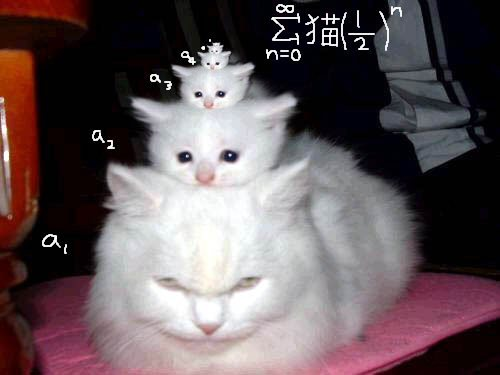 ∞
∑ 猫(1/2)^n
n=0
a4
a3
a2
a1